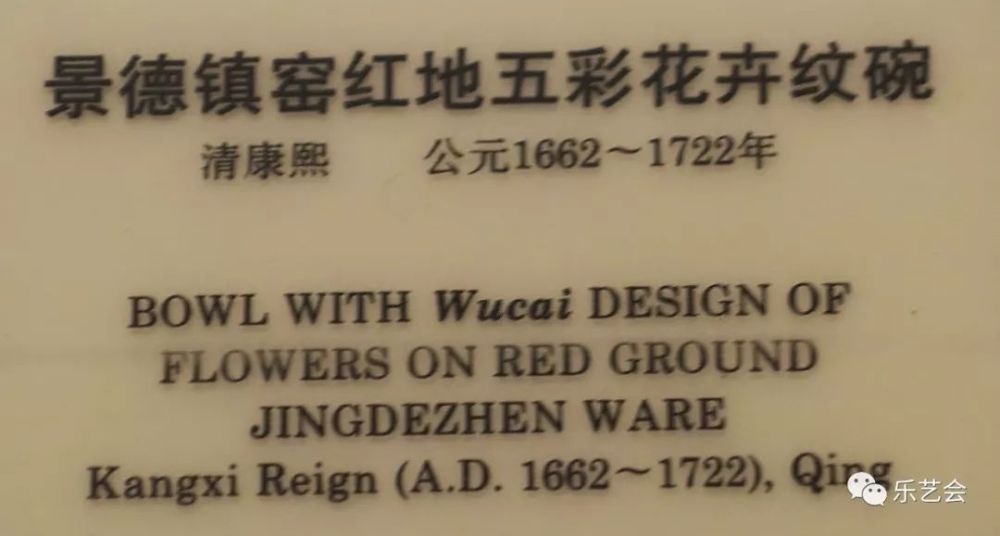 景德镇窑红地五彩花卉纹碗
清康熙 公元1662～1722年
BOWL WITH Wucai DESIGN OF
FLOWERS ON RED GROUND
JINGDEZHEN WARE
Kangxi Reign (A.D. 1662～1722), Qing
乐艺会